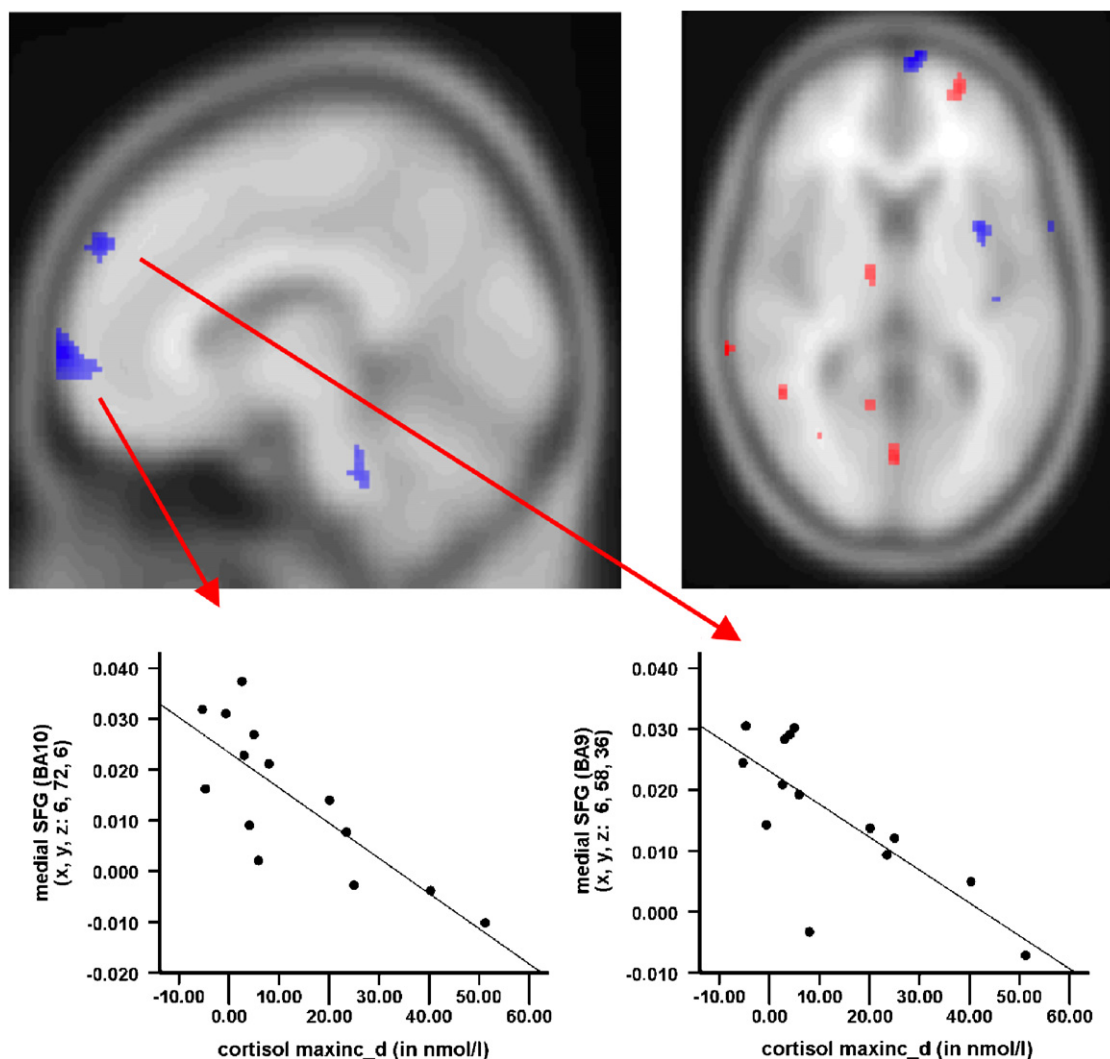 0.040
0.030
0.020
0.010
0.000
-0.010
-0.020
medial SFG (BA10)
(x, y, z: 6, 72, 6)
-10.00 10.00 30.00 50.00
0.00 20.00 40.00 60.00
cortisol maxinc_d (in nmol/l)
0.040
0.030
0.020
0.010
0.000
-0.010
medial SFG (BA9)
(x, y, z: 6, 58, 36)
-10.00 10.00 30.00 50.00
0.00 20.00 40.00 60.00
cortisol maxinc_d (in nmol/l)